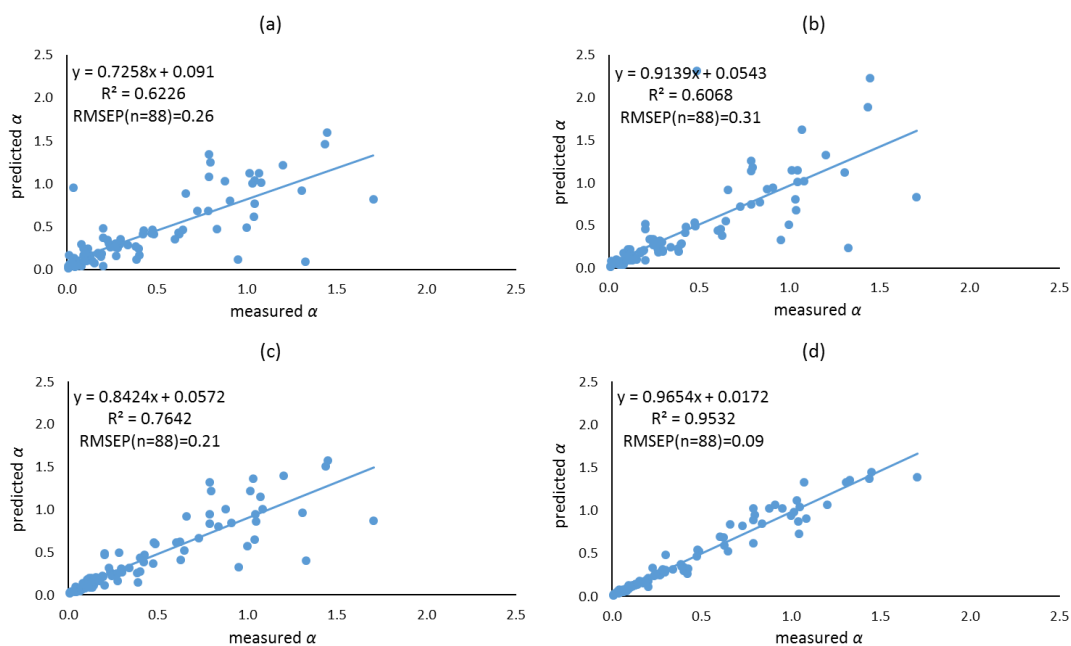 (a)
2.5
2.0
1.5
1.0
0.5
0.0
predicted α
y = 0.7258x + 0.091
R² = 0.6226
RMSEP(n=88)=0.26
0.0 0.5 1.0 1.5 2.0 2.5
measured α
(b)
2.5
2.0
1.5
1.0
0.5
0.0
predicted α
y = 0.9139x + 0.0543
R² = 0.6068
RMSEP(n=88)=0.31
0.0 0.5 1.0 1.5 2.0 2.5
measured α
(c)
2.5
2.0
1.5
1.0
0.5
0.0
predicted α
y = 0.8424x + 0.0572
R² = 0.7642
RMSEP(n=88)=0.21
0.0 0.5 1.0 1.5 2.0 2.5
measured α
(d)
2.5
2.0
1.5
1.0
0.5
0.0
predicted α
y = 0.9654x + 0.0172
R² = 0.9532
RMSEP(n=88)=0.09
0.0 0.5 1.0 1.5 2.0 2.5
measured α